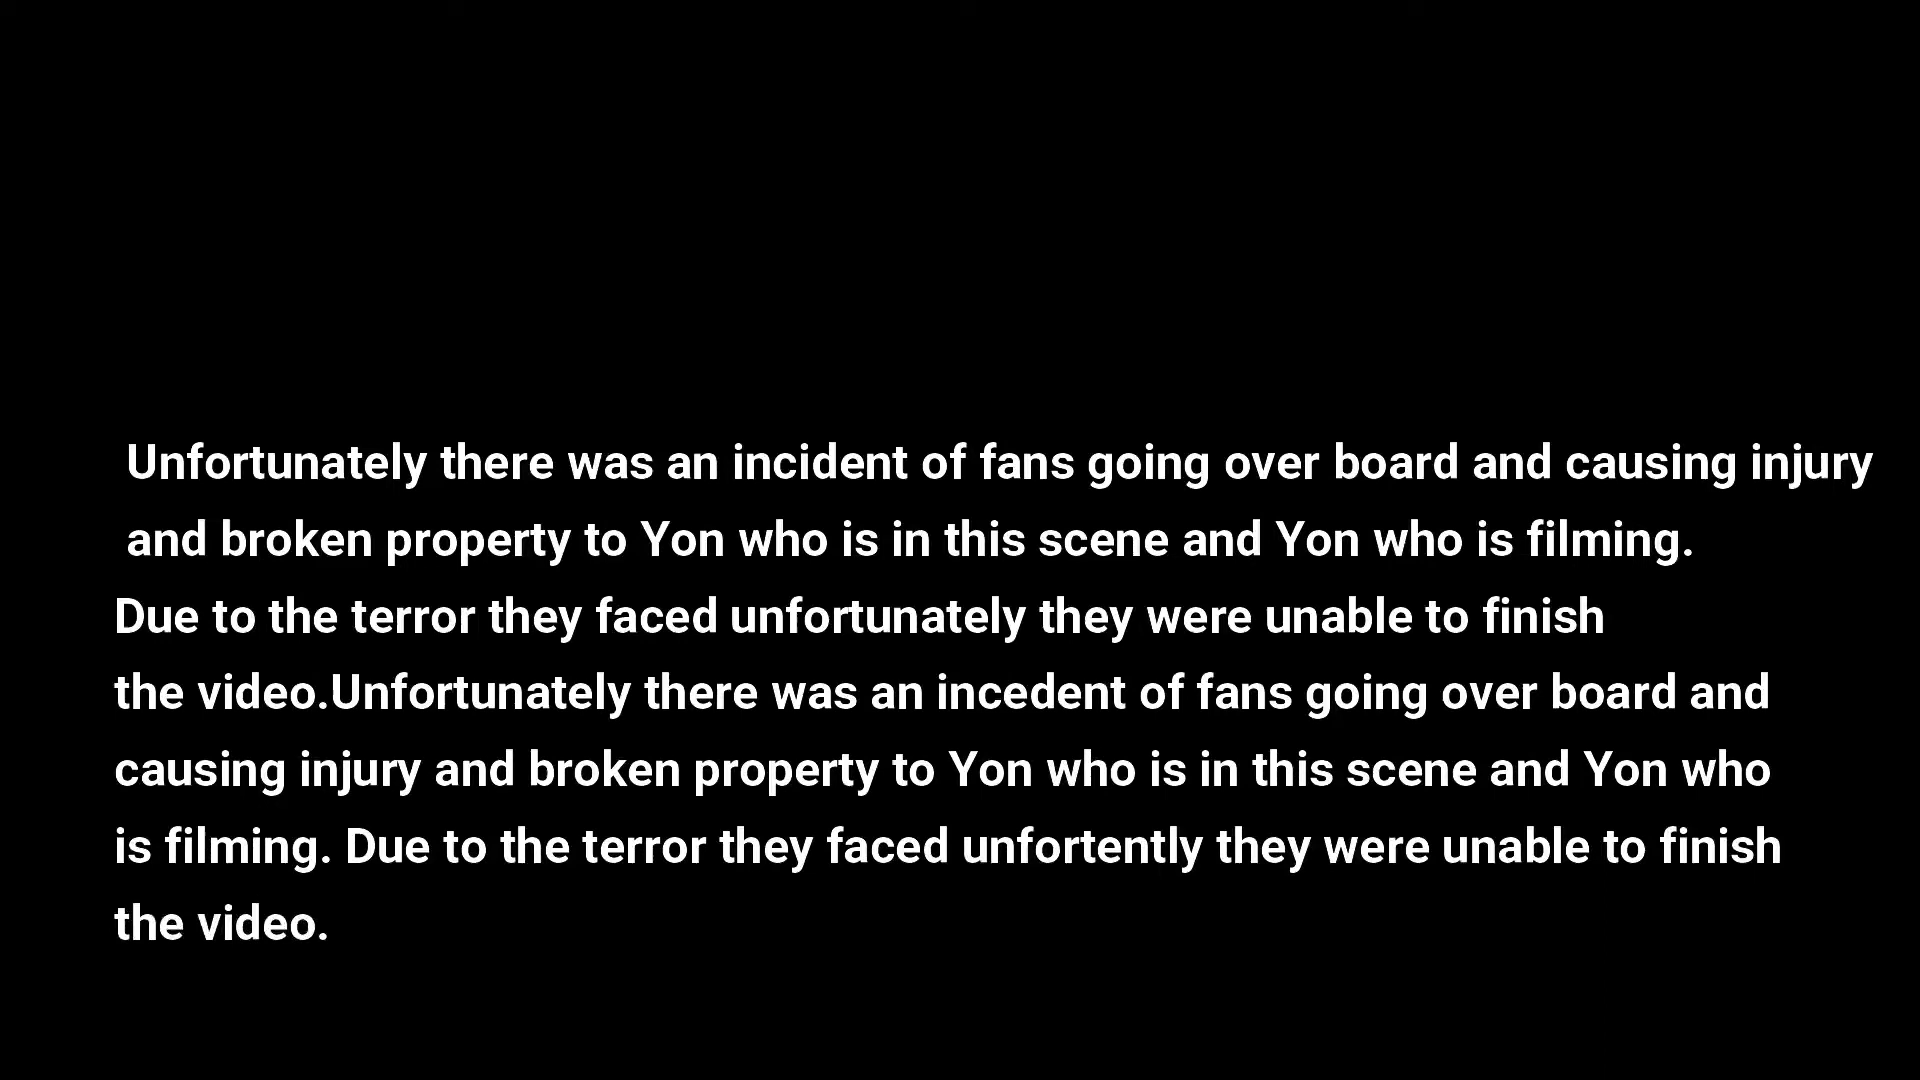 Unfortunately there was an incident of fans going over board and causing injury
and broken property to Yon who is in this scene and Yon who is filming.
Due to the terror they faced unfortunately they were unable to finish
the video.Unfortunately there was an incedent of fans going over board and
causing injury and broken property to Yon who is in this scene and Yon who
is filming. Due to the terror they faced unfortently they were unable to finish
the video.